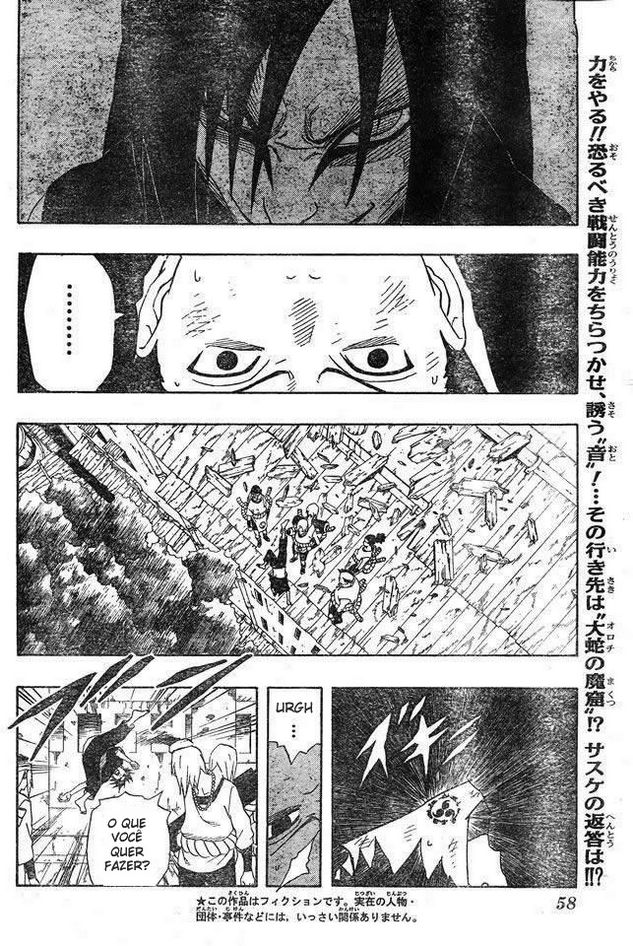 力をやる!!恐るべき戦闘能力をちらつかせ、誘う“音”!…その行き先は“大蛇の魔窟”!? サスケの返答は!!?
………
URGH
...
O QUE
VOCÊ
QUER
FAZER?
★この作品はフィクションです。実在の人物・
団体・事件などには、いっさい関係ありません。
58